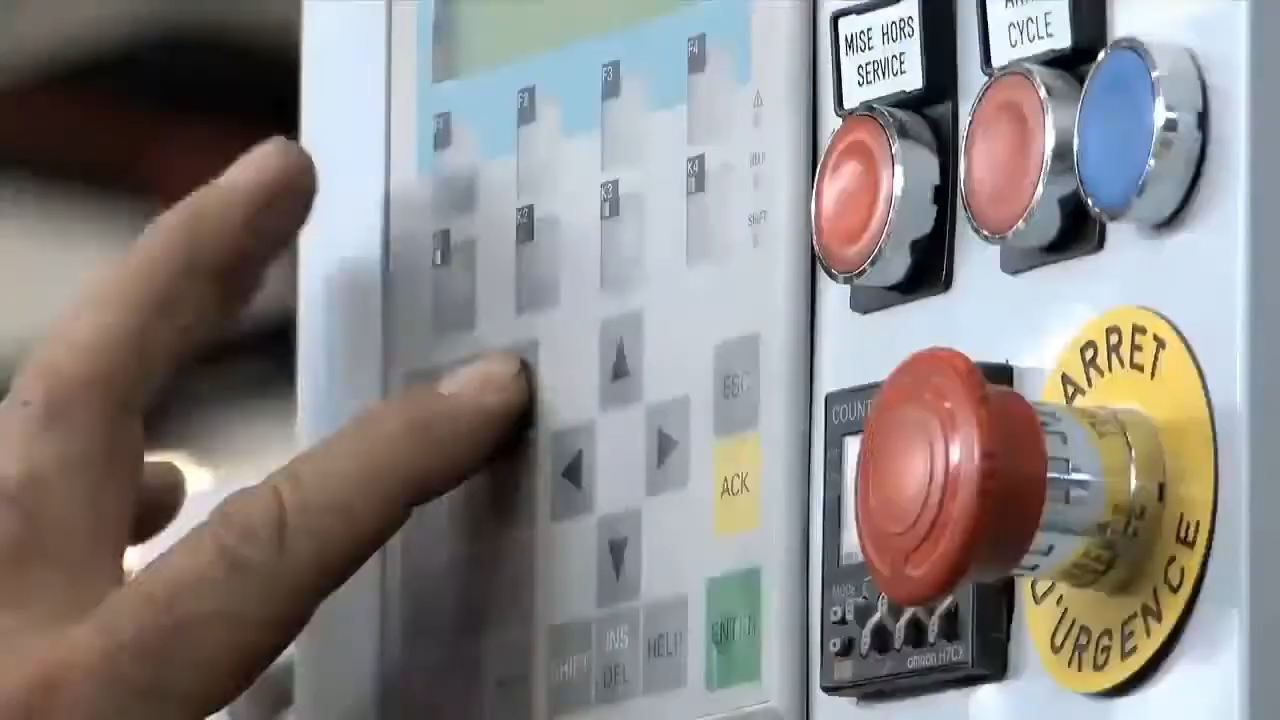 MISE HORS
SERVICE
CYCLE
F2
F3
F4
K2
K3
K4
SHIFT
ESC
ACK
ENTER
SHIFT
INS
DEL
HELP
COUNT
omron H7CX
ARRET
D'URGENCE